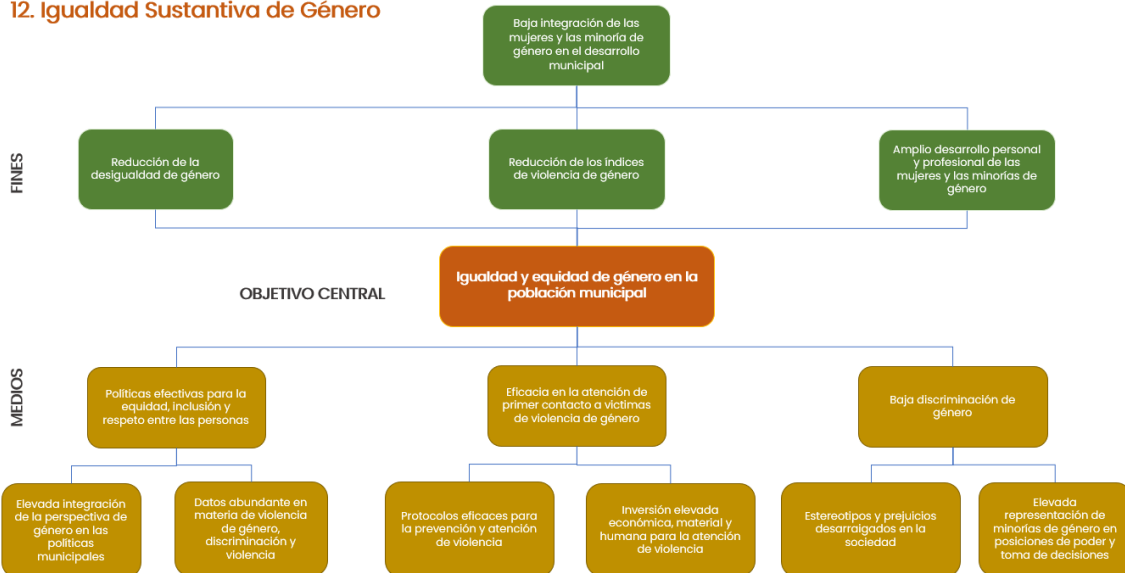 12. Igualdad Sustantiva de Género
Baja integración de las
mujeres y las minoría de
género en el desarrollo
municipal
FINES
Reducción de la
desigualdad de género
Reducción de los índices
de violencia de género
Amplio desarrollo personal
y profesional de las
mujeres y las minorías de
género
OBJETIVO CENTRAL
Igualdad y equidad de género en la
población municipal
MEDIOS
Políticas efectivas para la
equidad, inclusión y
respeto entre las personas
Eficacia en la atención de
primer contacto a víctimas
de violencia de género
Baja discriminación de
género
Elevada integración
de la perspectiva de
género en las
políticas
municipales
Datos abundante en
materia de violencia
de género,
discriminación y
violencia
Protocolos eficaces para
la prevención y atención
de violencia
Inversión elevada
económica, material y
humana para la atención
de violencia
Estereotipos y prejuicios
desarraigados en la
sociedad
Elevada
representación de
minorías de género en
posiciones de poder y
toma de decisiones